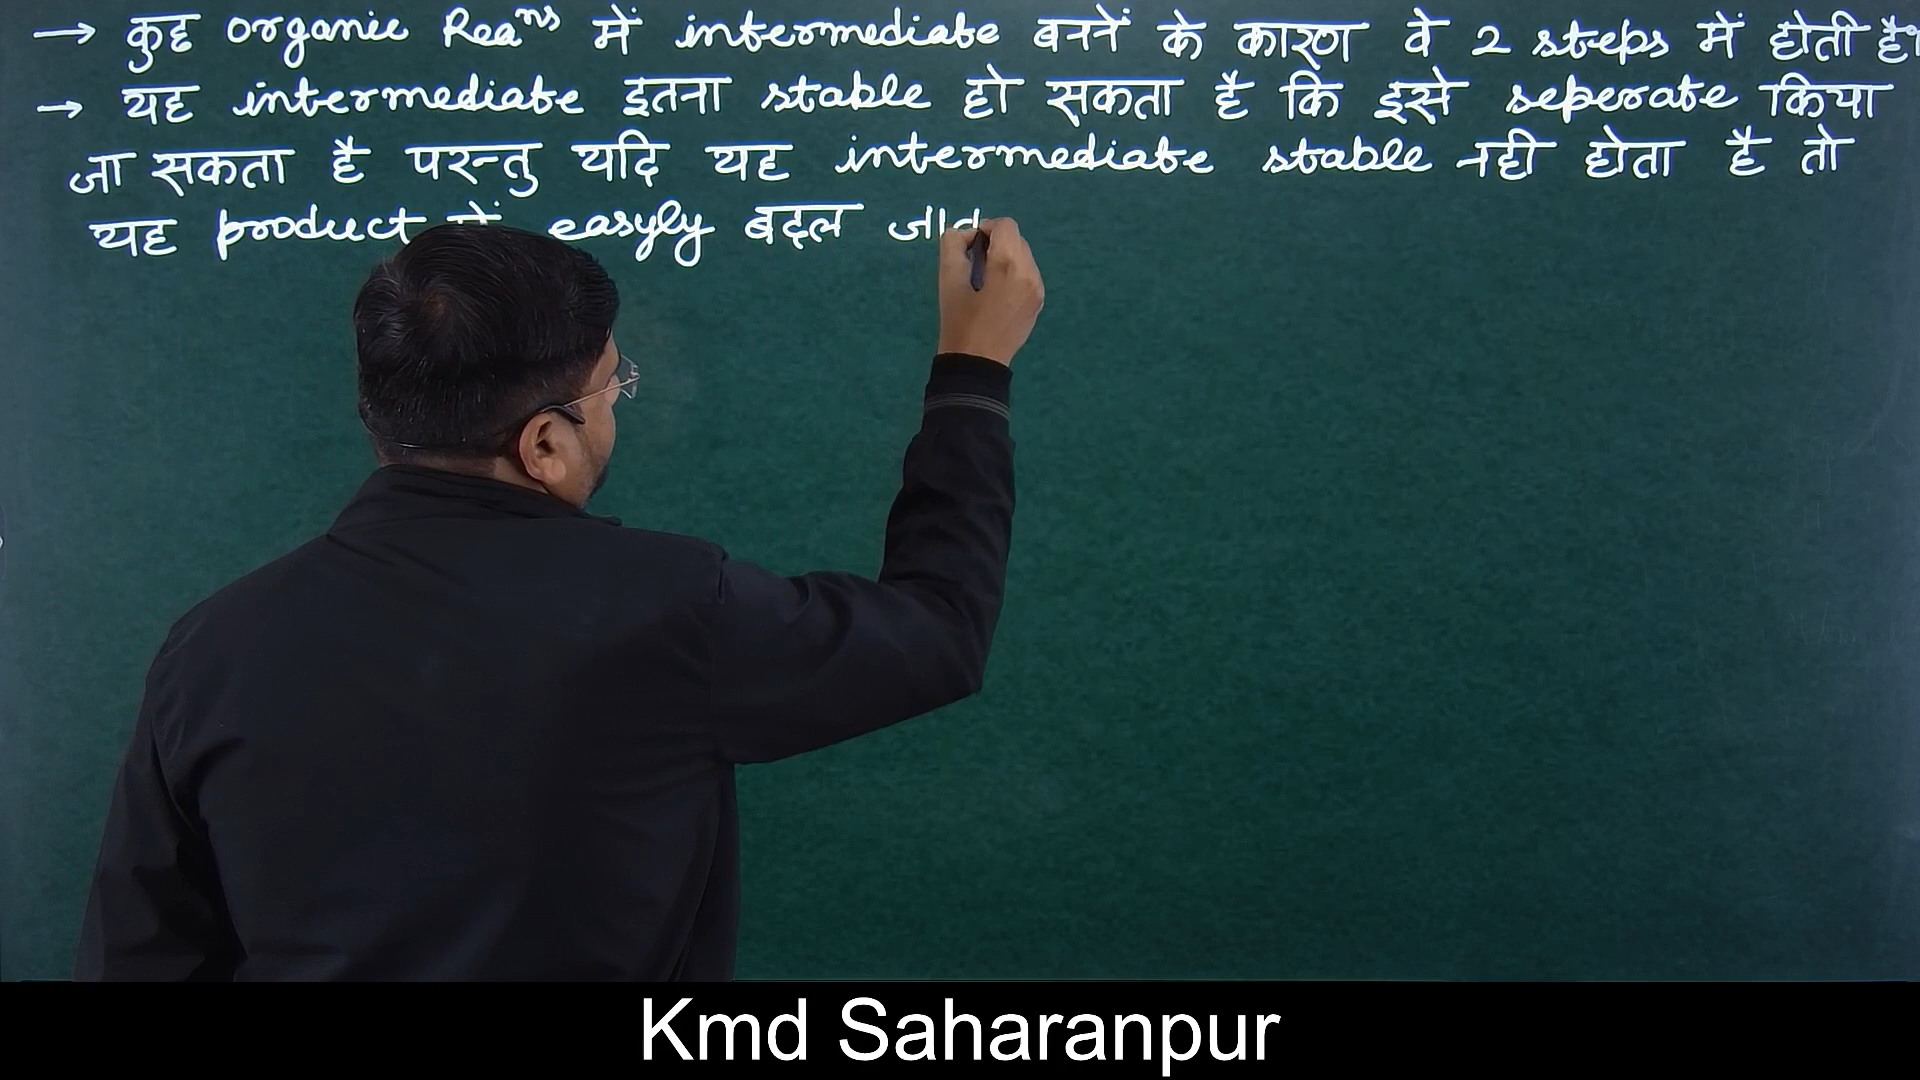 → कुछ organic Reaⁿˢ में intermediate बननें के कारण वे 2 steps में होती है।
→ यह intermediate इतना stable हो सकता है कि इसे seperate किया
जा सकता है परन्तु यदि यह intermediate stable नही होता है तो
यह product में easyly बदल जात
Kmd Saharanpur